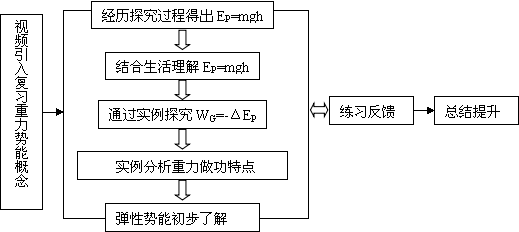 视频引入复习重力势能概念
经历探究过程得出 EP=mgh
结合生活理解 EP=mgh
通过实例探究 WG=-ΔEP
实例分析重力做功特点
弹性势能初步了解
练习反馈
总结提升